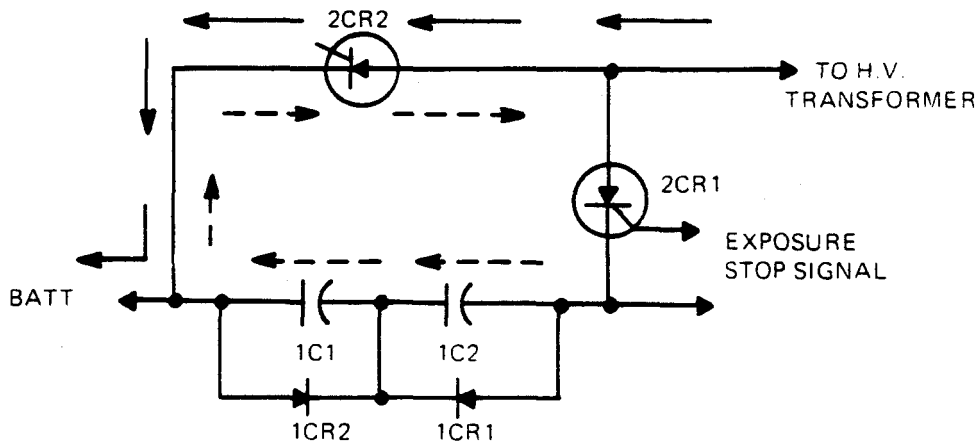 2CR2
TO H.V.
TRANSFORMER
2CR1
EXPOSURE
STOP SIGNAL
BATT
1C1
1C2
1CR2
1CR1